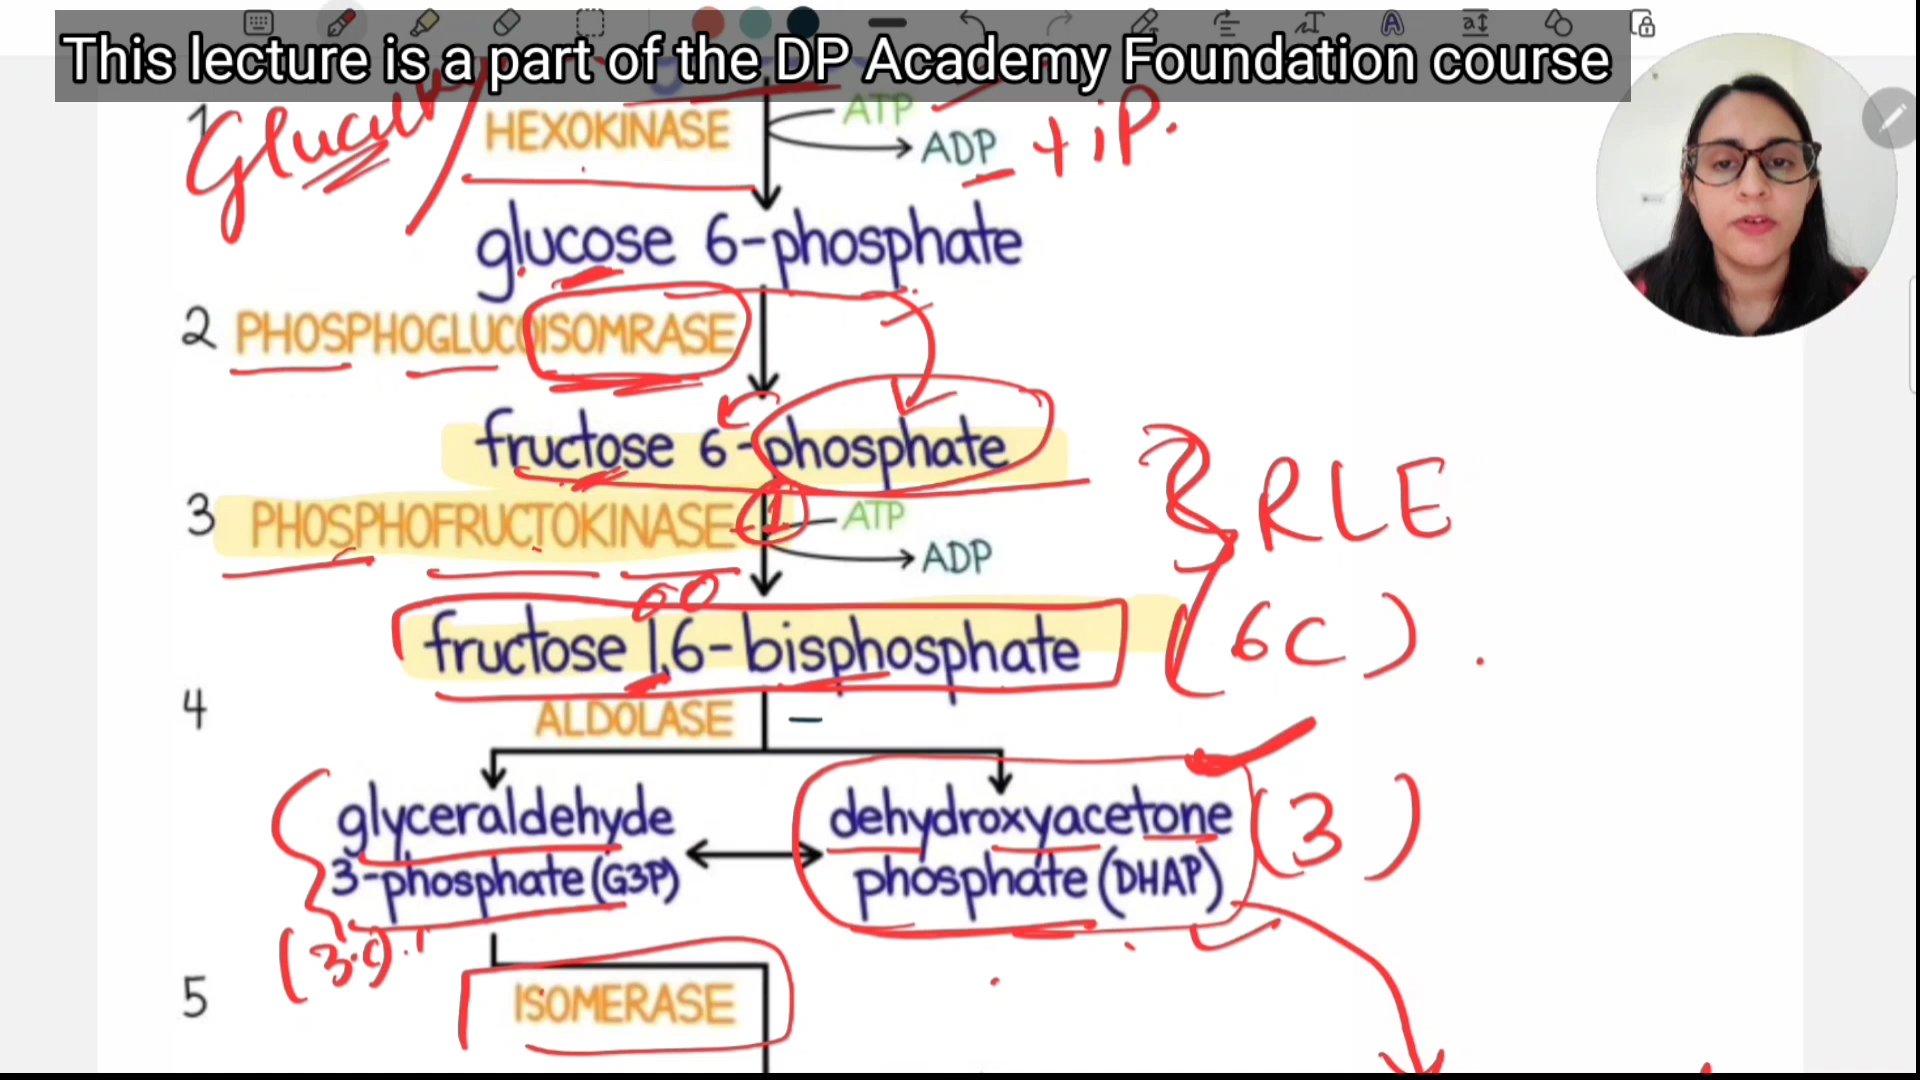 This lecture is a part of the DP Academy Foundation course
1
HEXOKINASE
ATP
ADP + iP.
glucose 6-phosphate
2 PHOSPHOGLUCOISOMRASE
fructose 6-phosphate
3 PHOSPHOFRUCTOKINASE-1
ATP
ADP
RLE
fructose 1,6-bisphosphate
(6C).
4 ALDOLASE
glyceraldehyde
3-phosphate (G3P)
(3C)
dehydroxyacetone
phosphate (DHAP)
(3)
5 ISOMERASE